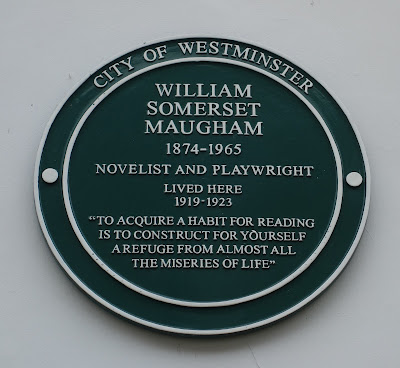 CITY OF WESTMINSTER
WILLIAM
SOMERSET
MAUGHAM
1874-1965
NOVELIST AND PLAYWRIGHT
LIVED HERE
1919-1923
"TO ACQUIRE A HABIT FOR READING
IS TO CONSTRUCT FOR YOURSELF
A REFUGE FROM ALMOST ALL
THE MISERIES OF LIFE"